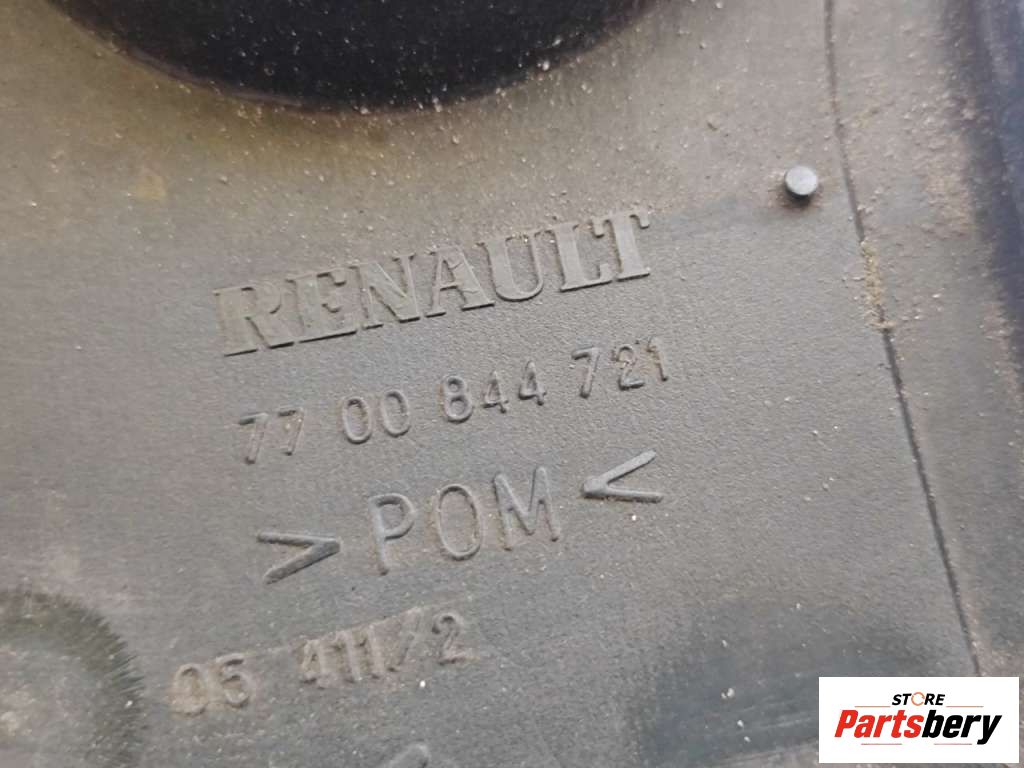 RENAULT
77 00 844 721
>POM<
05 411/2
STORE
Partsbery